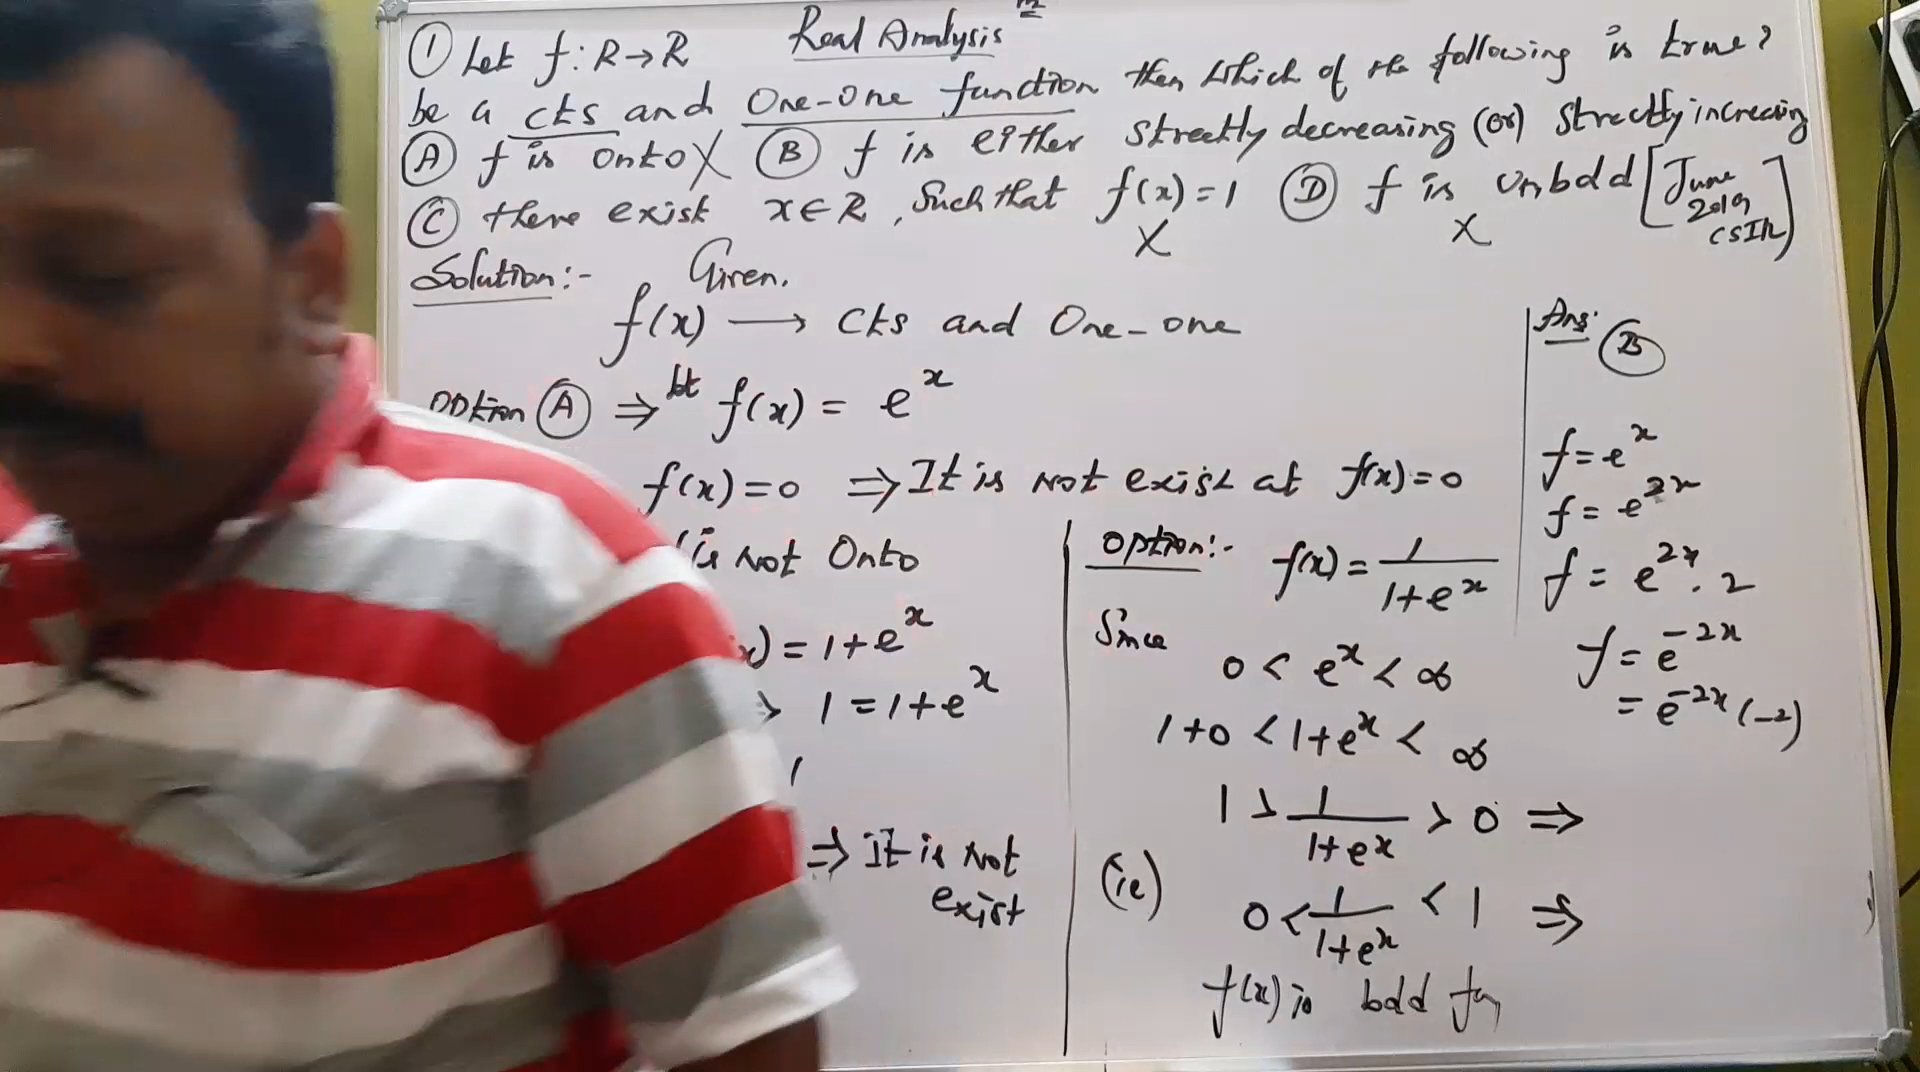 Real Analysis
① Let f: R→R
be a cts and One-One function then which of the following is true?
Ⓐ f is onto X Ⓑ f is either strectly decreasing (or) Strectly increasing
Ⓒ there exist x∈R, Such that f(x)=1 Ⓓ f is unbdd [June 2019 CSIR]
X X
Solution:- Given.
f(x) → Cts and One-one
Ans: Ⓑ
option Ⓐ ⇒ let f(x) = e^x
f(x)=0 ⇒ It is not exist at f(x)=0
is not Onto
x) = 1+e^x
1 = 1+e^x
1
⇒ It is not
exist
option:- f(x) = 1/(1+e^x)
Since
0 < e^x < ∞
1+0 < 1+e^x < ∞
1 > 1/(1+e^x) > 0 ⇒
(ie) 0 < 1/(1+e^x) < 1 ⇒
f(x) is bdd fn
f = e^x
f = e^2x
f = e^2x . 2
f = e^-2x
= e^-2x (-2)